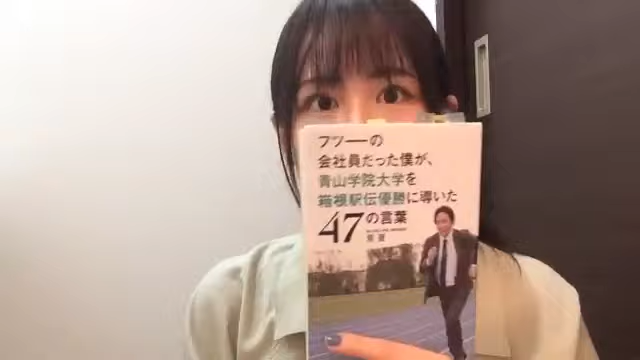 フツーの
会社員だった僕が、
青山学院大学を
箱根駅伝優勝に導いた
47の言葉
原 晋